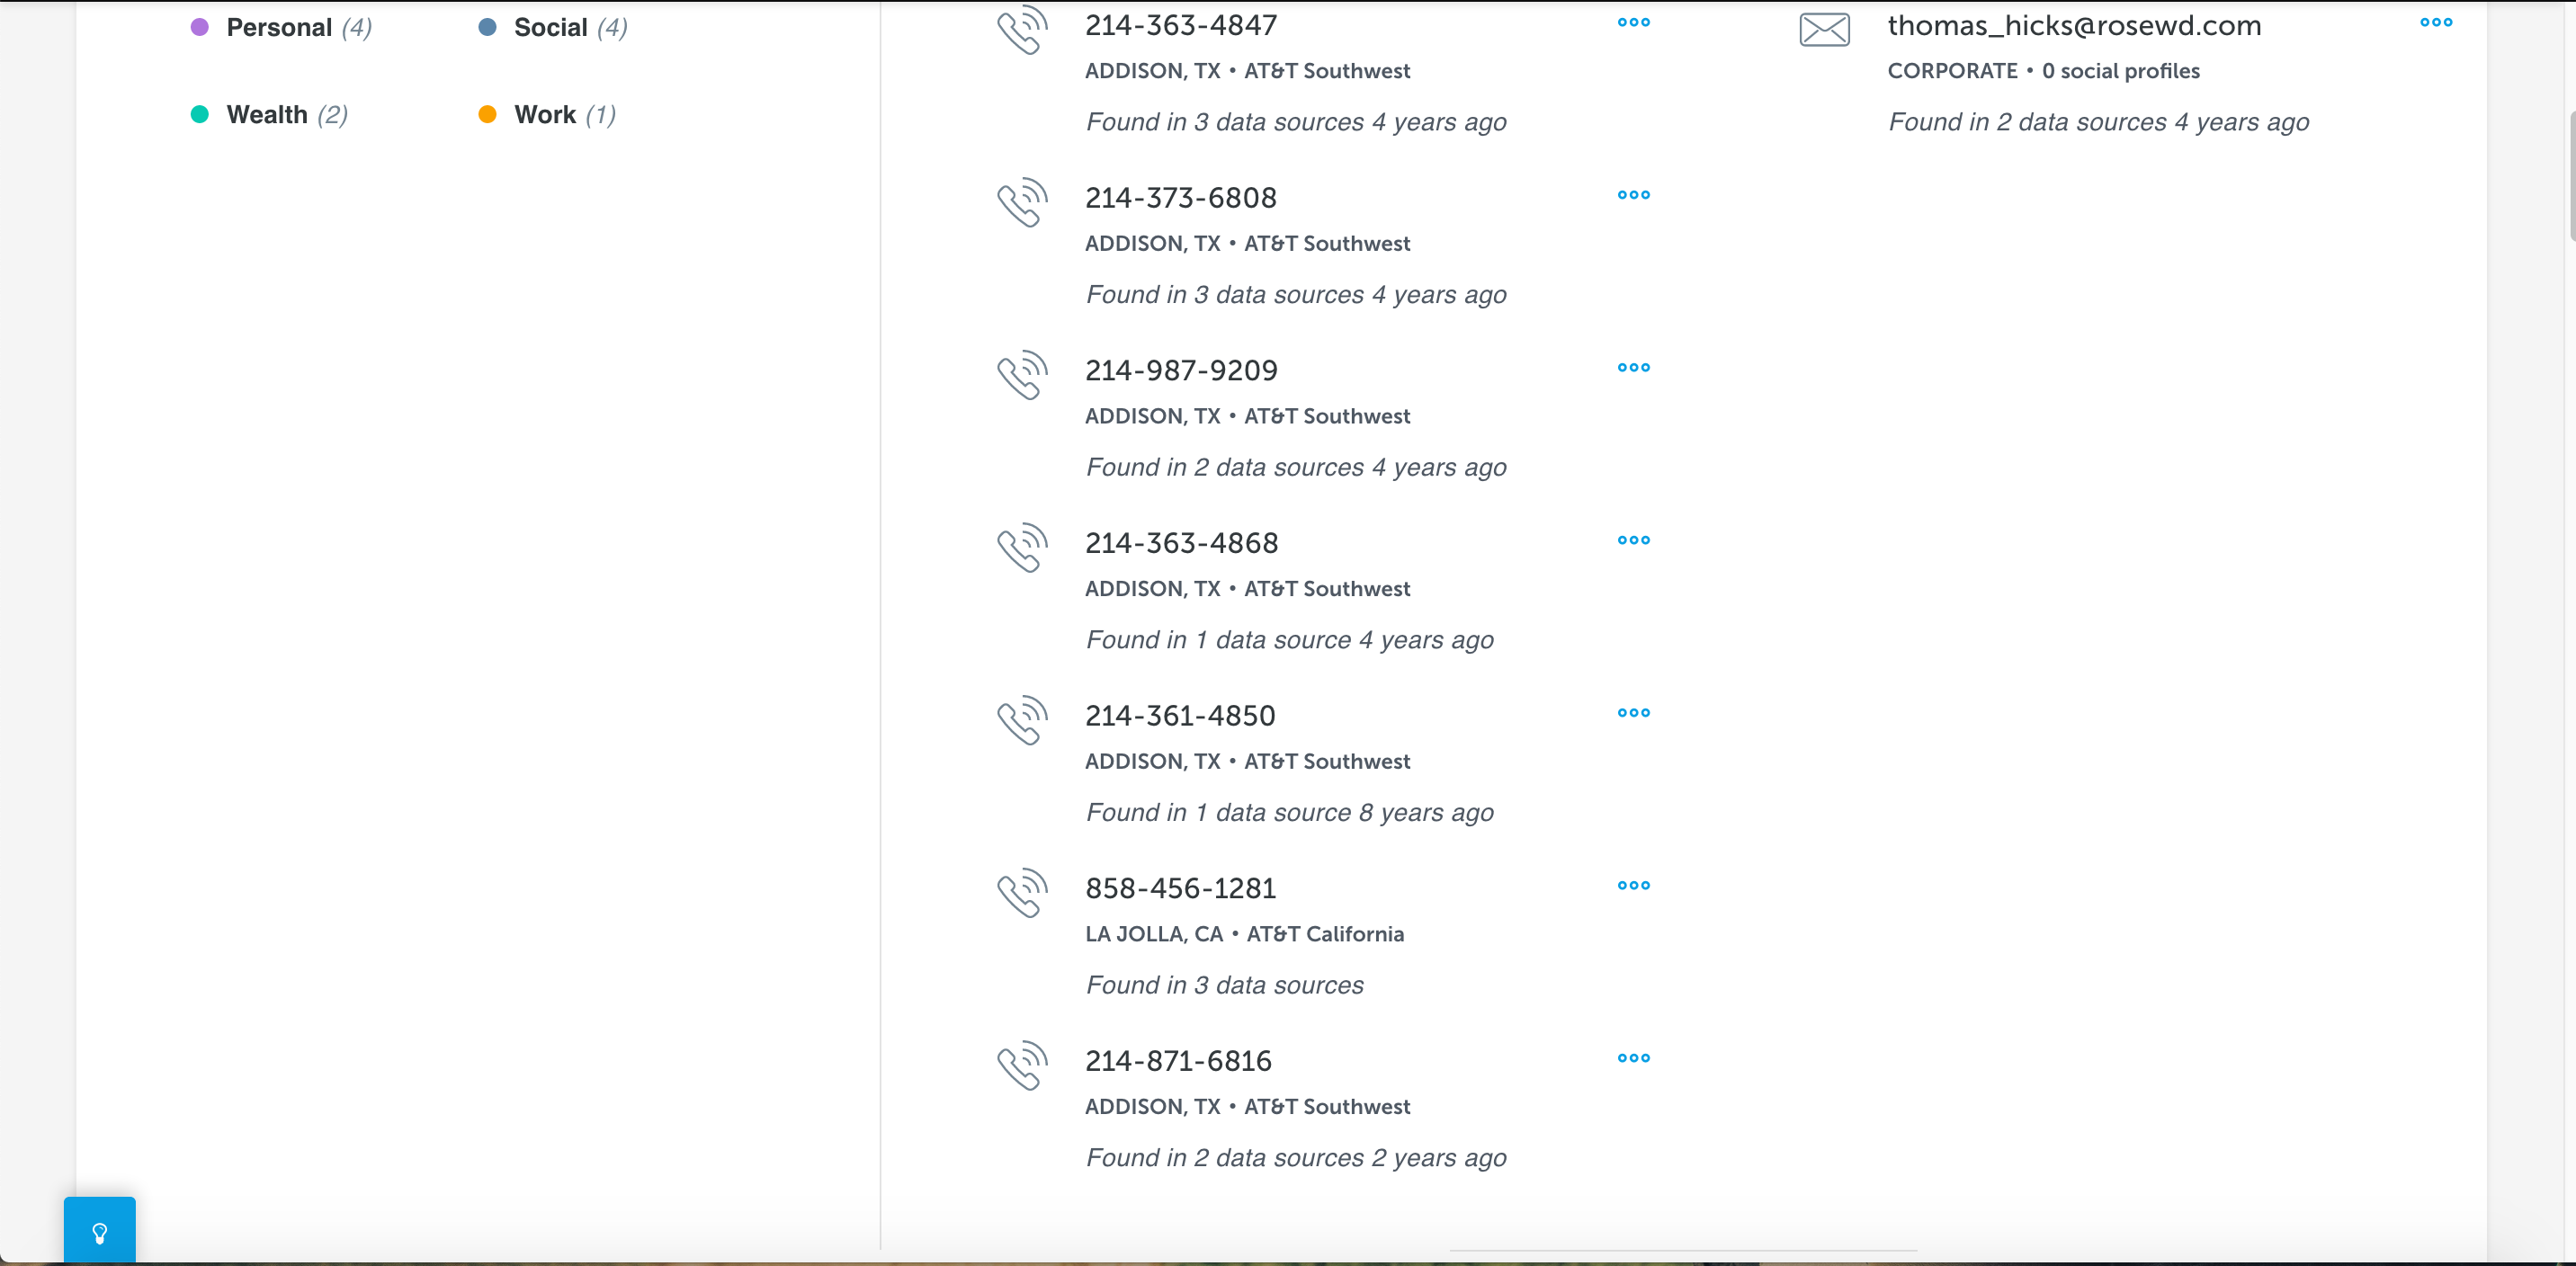 Personal (4)
Social (4)
Wealth (2)
Work (1)
214-363-4847
ADDISON, TX • AT&T Southwest
Found in 3 data sources 4 years ago
214-373-6808
ADDISON, TX • AT&T Southwest
Found in 3 data sources 4 years ago
214-987-9209
ADDISON, TX • AT&T Southwest
Found in 2 data sources 4 years ago
214-363-4868
ADDISON, TX • AT&T Southwest
Found in 1 data source 4 years ago
214-361-4850
ADDISON, TX • AT&T Southwest
Found in 1 data source 8 years ago
858-456-1281
LA JOLLA, CA • AT&T California
Found in 3 data sources
214-871-6816
ADDISON, TX • AT&T Southwest
Found in 2 data sources 2 years ago
thomas_hicks@rosewd.com
CORPORATE • 0 social profiles
Found in 2 data sources 4 years ago